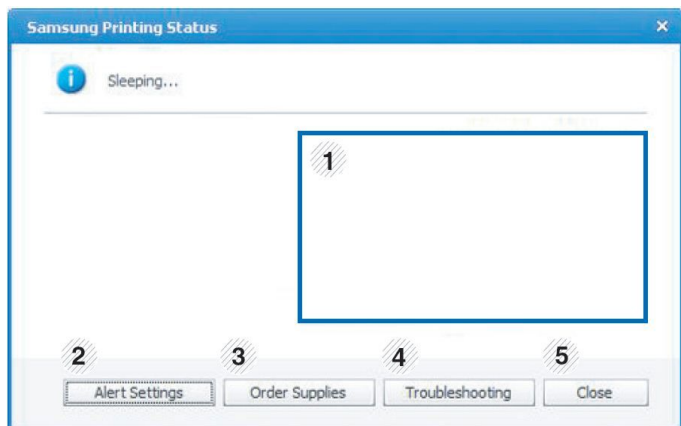 Samsung Printing Status
Sleeping...
1
2 3 4 5
Alert Settings Order Supplies Troubleshooting Close